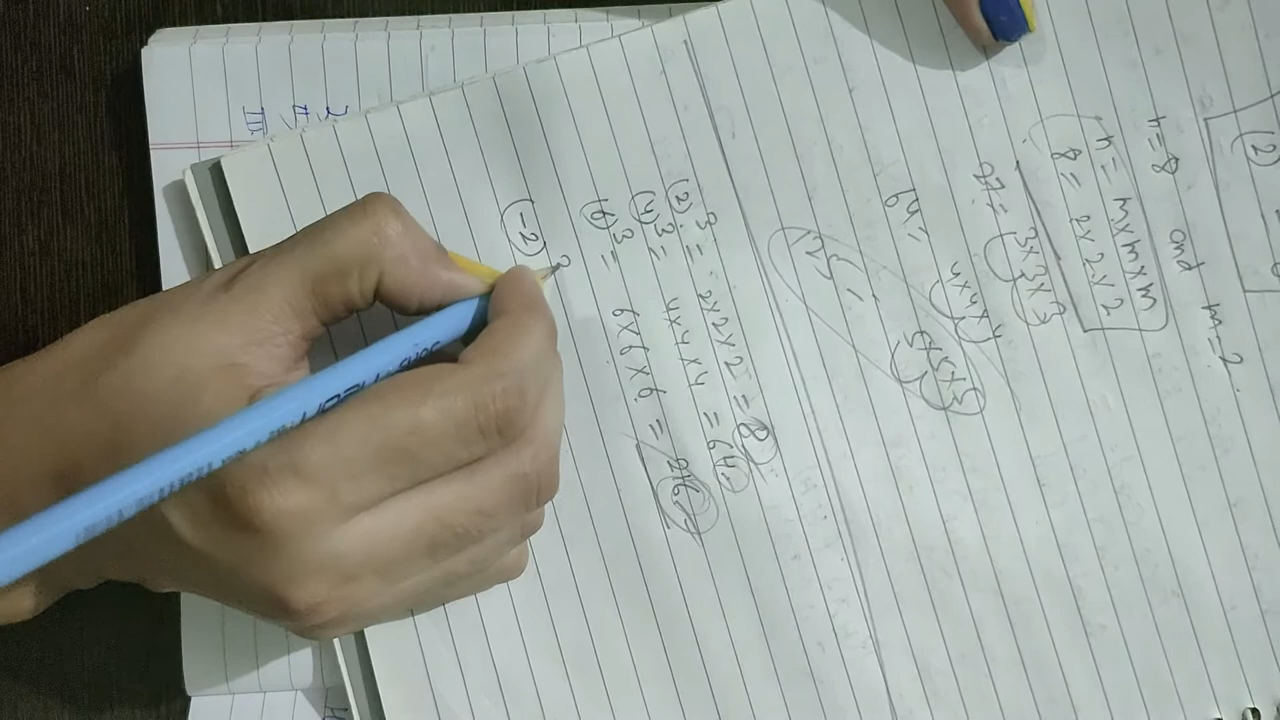 (2)
n = 8 and m = 2.
n = m x m x m
8 = 2 x 2 x 2
27 = 3 x 3 x 3
64 = 4 x 4 x 4
125 = 5 x 5 x 5
(2)³ = 2 x 2 x 2 = 8
(4)³ = 4 x 4 x 4 = 64.
(6)³ = 6 x 6 x 6 = 216.
(-2)³